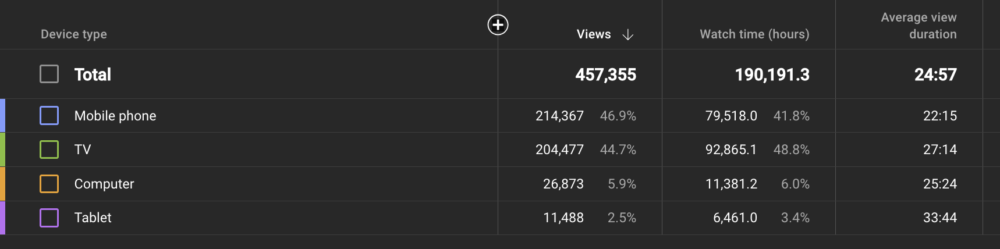 Device type Views Watch time (hours) Average view
duration
Total 457,355 190,191.3 24:57
Mobile phone 214,367 46.9% 79,518.0 41.8% 22:15
TV 204,477 44.7% 92,865.1 48.8% 27:14
Computer 26,873 5.9% 11,381.2 6.0% 25:24
Tablet 11,488 2.5% 6,461.0 3.4% 33:44